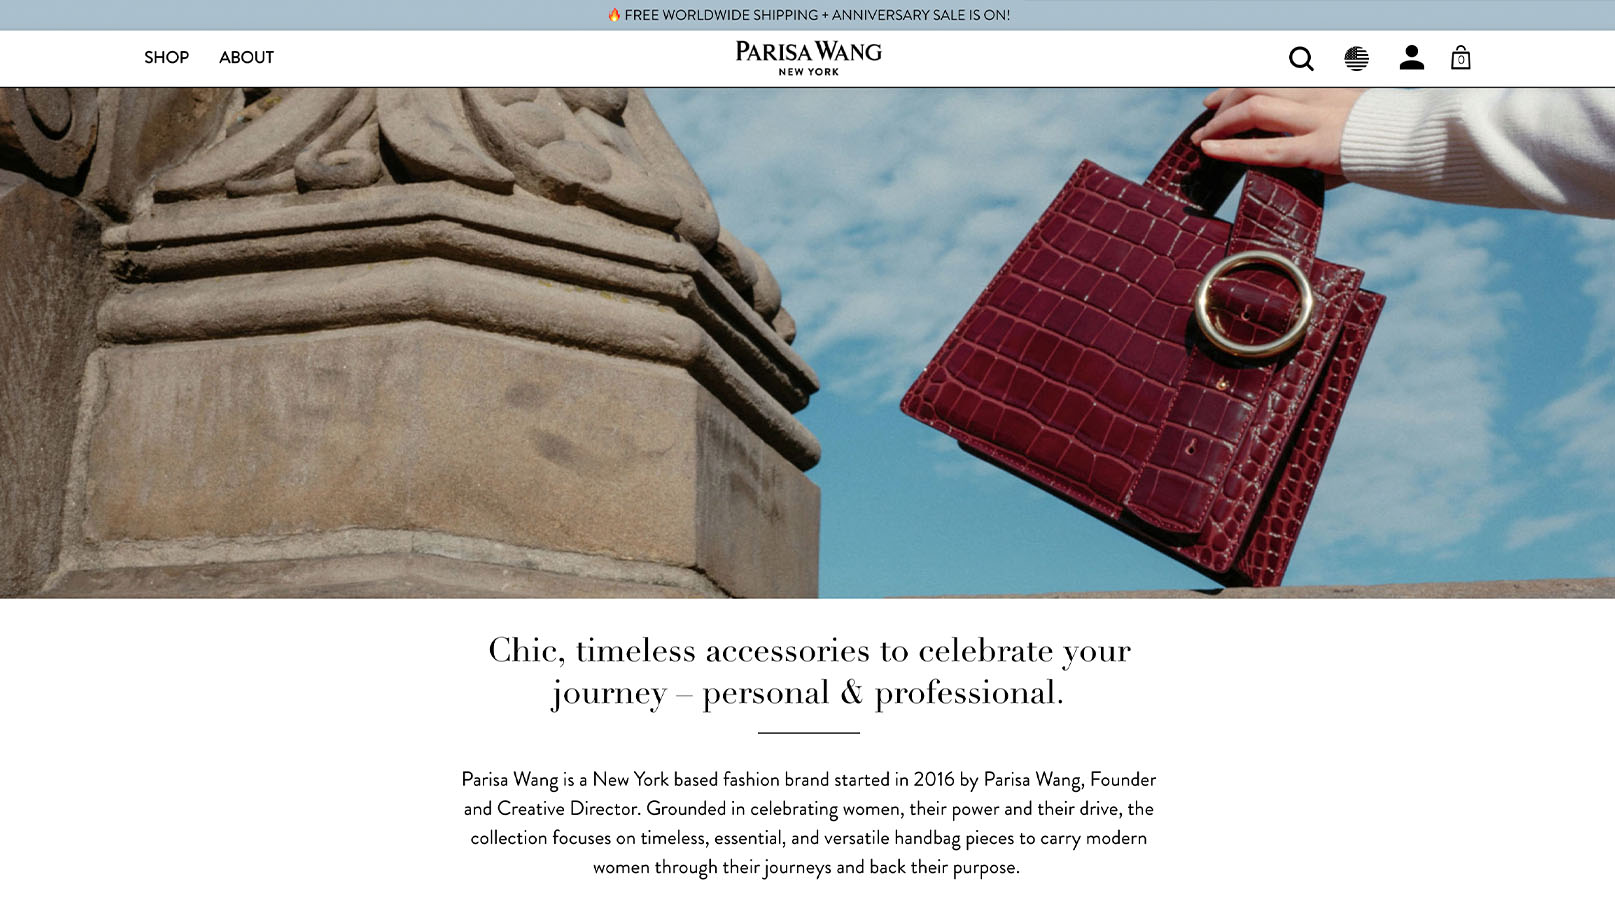 🔥 FREE WORLDWIDE SHIPPING + ANNIVERSARY SALE IS ON!
SHOP ABOUT
PARISA WANG
NEW YORK
0
Chic, timeless accessories to celebrate your
journey – personal & professional.
Parisa Wang is a New York based fashion brand started in 2016 by Parisa Wang, Founder
and Creative Director. Grounded in celebrating women, their power and their drive, the
collection focuses on timeless, essential, and versatile handbag pieces to carry modern
women through their journeys and back their purpose.